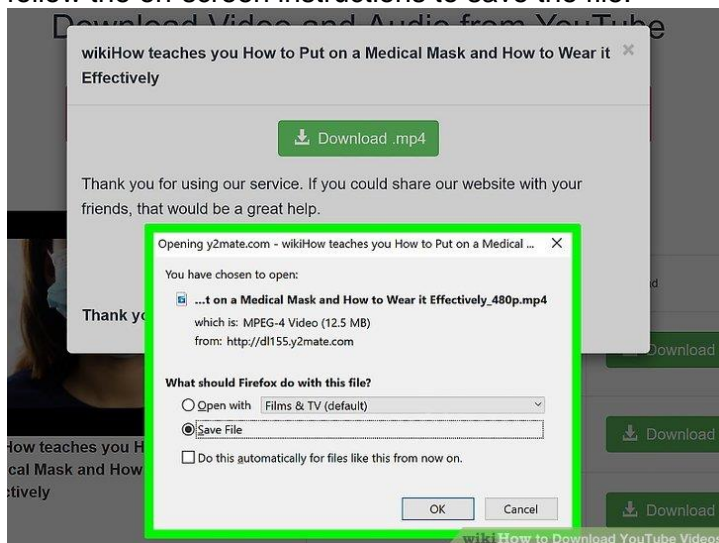 follow the on-screen instructions to save the file.
Download Video and Audio from YouTube
wikiHow teaches you How to Put on a Medical Mask and How to Wear it ×
Effectively
Download .mp4
Thank you for using our service. If you could share our website with your
friends, that would be a great help.
Opening y2mate.com - wikiHow teaches you How to Put on a Medical ... X
You have chosen to open:
...t on a Medical Mask and How to Wear it Effectively_480p.mp4
which is: MPEG-4 Video (12.5 MB)
from: http://dl155.y2mate.com
Thank yo
What should Firefox do with this file?
Open with Films & TV (default)
Save File
Do this automatically for files like this from now on.
OK Cancel
ad
Download
Download
Download
How teaches you H
cal Mask and How
ctively
wikiHow to Download YouTube Videos